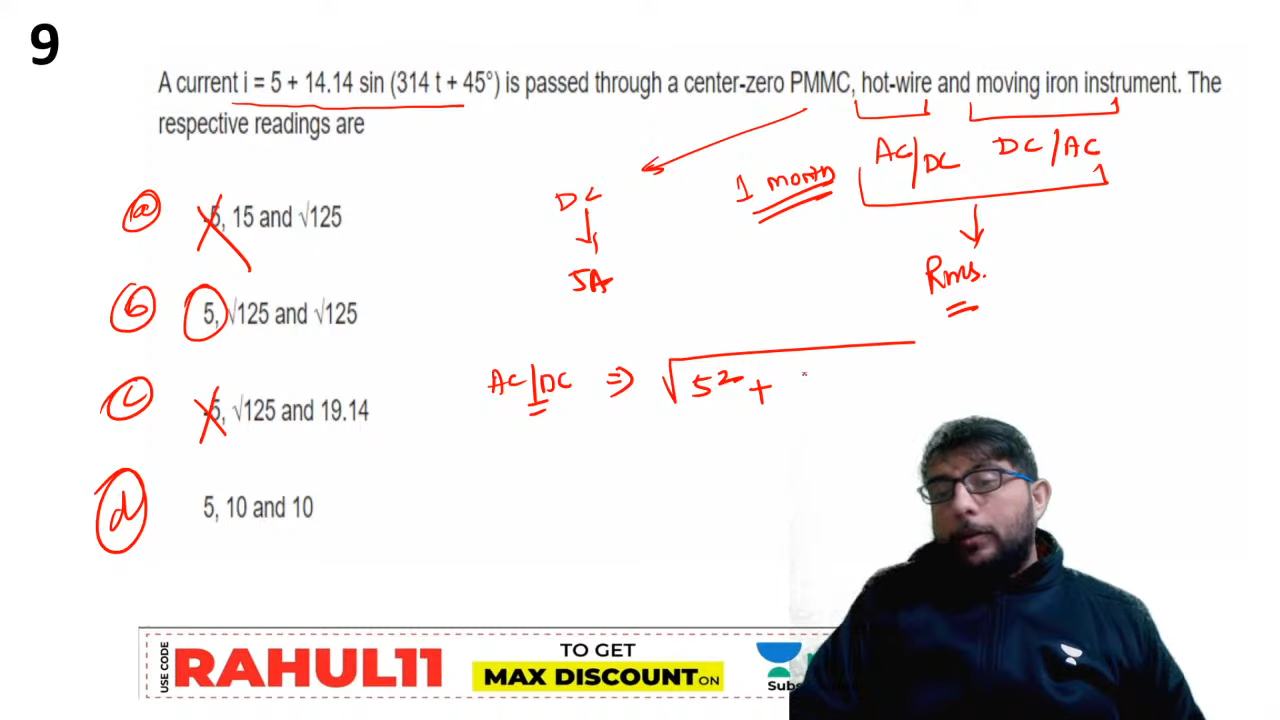 9
A current i = 5 + 14.14 sin (314 t + 45°) is passed through a center-zero PMMC, hot-wire and moving iron instrument. The
respective readings are
AC/DC
DC/AC
1 month
DC
5A
Rms.
a
-5, 15 and √125
b
5, √125 and √125
c
-5, √125 and 19.14
d
5, 10 and 10
AC/DC ⇒ √5² +
USE CODE
RAHUL11
TO GET
MAX DISCOUNT ON